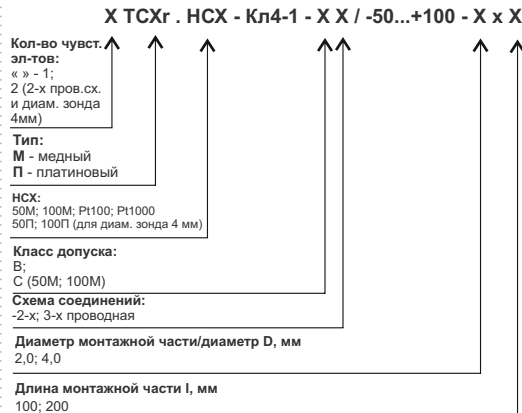 X ТСХr . НСХ - Кл4-1 - X X / -50...+100 - X x X
Кол-во чувст.
эл-тов:
« » - 1;
2 (2-х пров.сх.
и диам. зонда
4мм)
Тип:
М - медный
П - платиновый
НСХ:
50М; 100М; Pt100; Pt1000
50П; 100П (для диам. зонда 4 мм)
Класс допуска:
В;
С (50М; 100М)
Схема соединений:
-2-х; 3-х проводная
Диаметр монтажной части/диаметр D, мм
2,0; 4,0
Длина монтажной части l, мм
100; 200